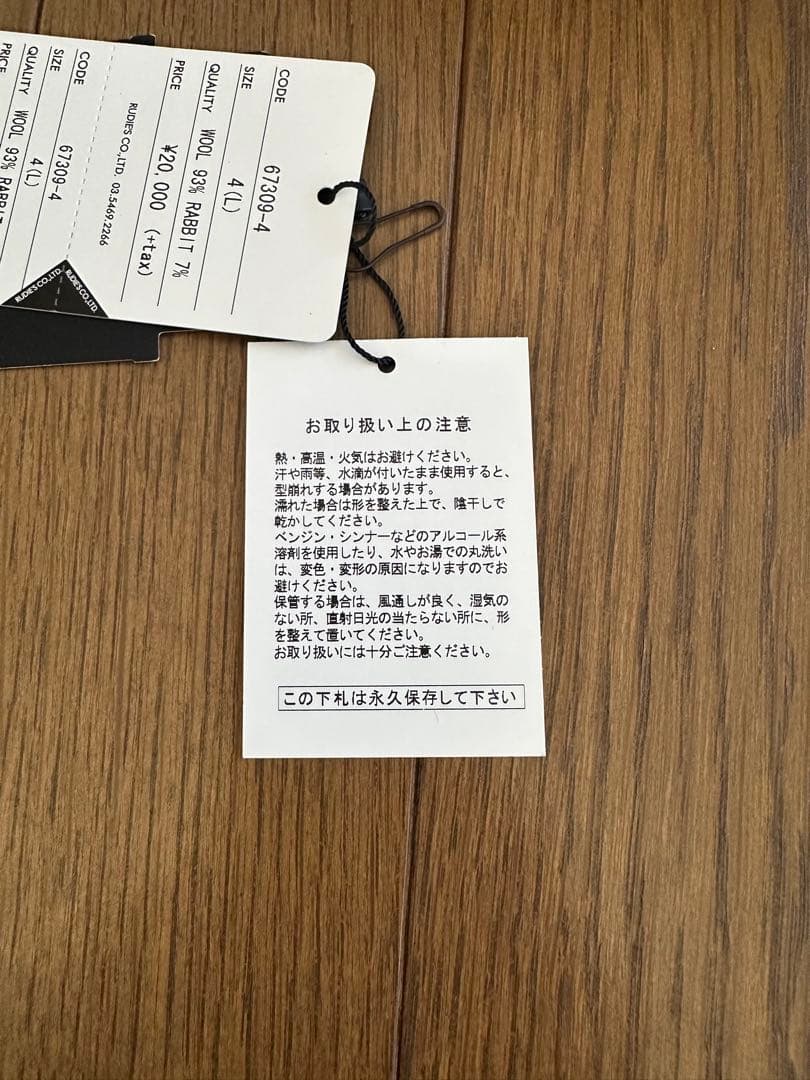 CODE 67309-4
SIZE 4(L)
QUALITY WOOL 93% RABBIT 7%
PRICE ¥20,000 (+tax)
RUDIE'S CO.,LTD. 03.5469.2266
RUDIE'S CO.,LTD.
RUDIE'S CO.,LTD.
CODE 67309-4
SIZE 4(L)
QUALITY WOOL 93%
PRICE
お取り扱い上の注意
熱・高温・火気はお避けください。
汗や雨等、水滴が付いたまま使用すると、
型崩れする場合があります。
濡れた場合は形を整えた上で、陰干しで
乾かしてください。
ベンジン・シンナーなどのアルコール系
溶剤を使用したり、水やお湯での丸洗い
は、変色・変形の原因になりますのでお
避けください。
保管する場合は、風通しが良く、湿気の
ない所、直射日光の当たらない所に、形
を整えて置いてください。
お取り扱いには十分ご注意ください。
この下札は永久保存して下さい